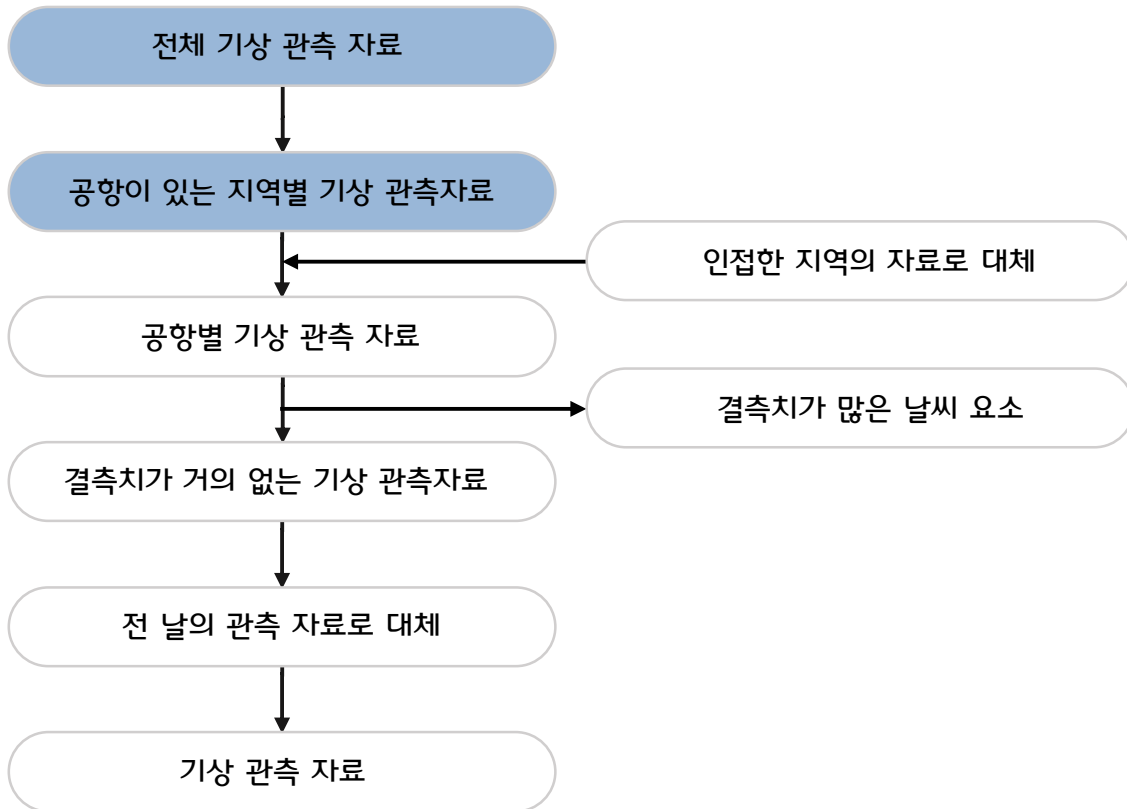 전체 기상 관측 자료
공항이 있는 지역별 기상 관측자료
인접한 지역의 자료로 대체
공항별 기상 관측 자료
결측치가 많은 날씨 요소
결측치가 거의 없는 기상 관측자료
전 날의 관측 자료로 대체
기상 관측 자료